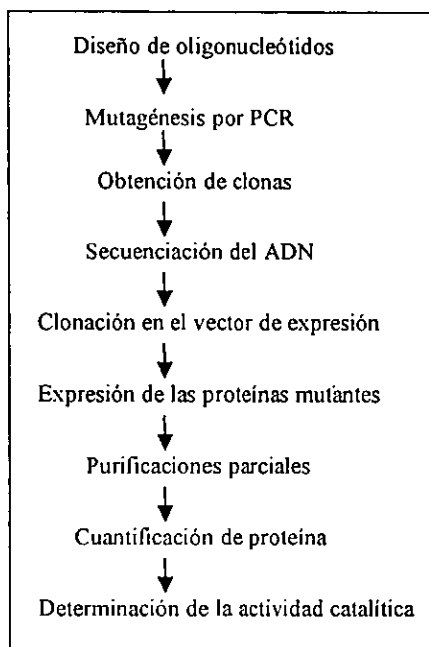 Diseño de oligonucleótidos
Mutagénesis por PCR
Obtención de clonas
Secuenciación del ADN
Clonación en el vector de expresión
Expresión de las proteínas mutantes
Purificaciones parciales
Cuantificación de proteína
Determinación de la actividad catalítica